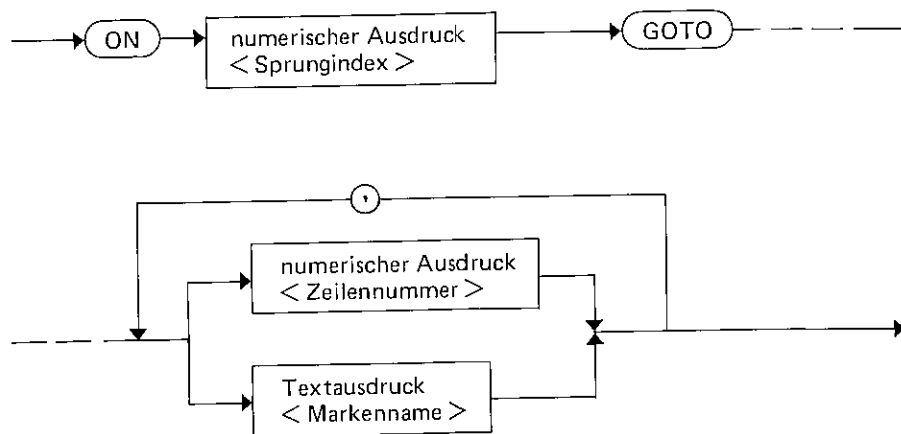 ON
numerischer Ausdruck
< Sprungindex >
GOTO
,
numerischer Ausdruck
< Zeilennummer >
Textausdruck
< Markenname >